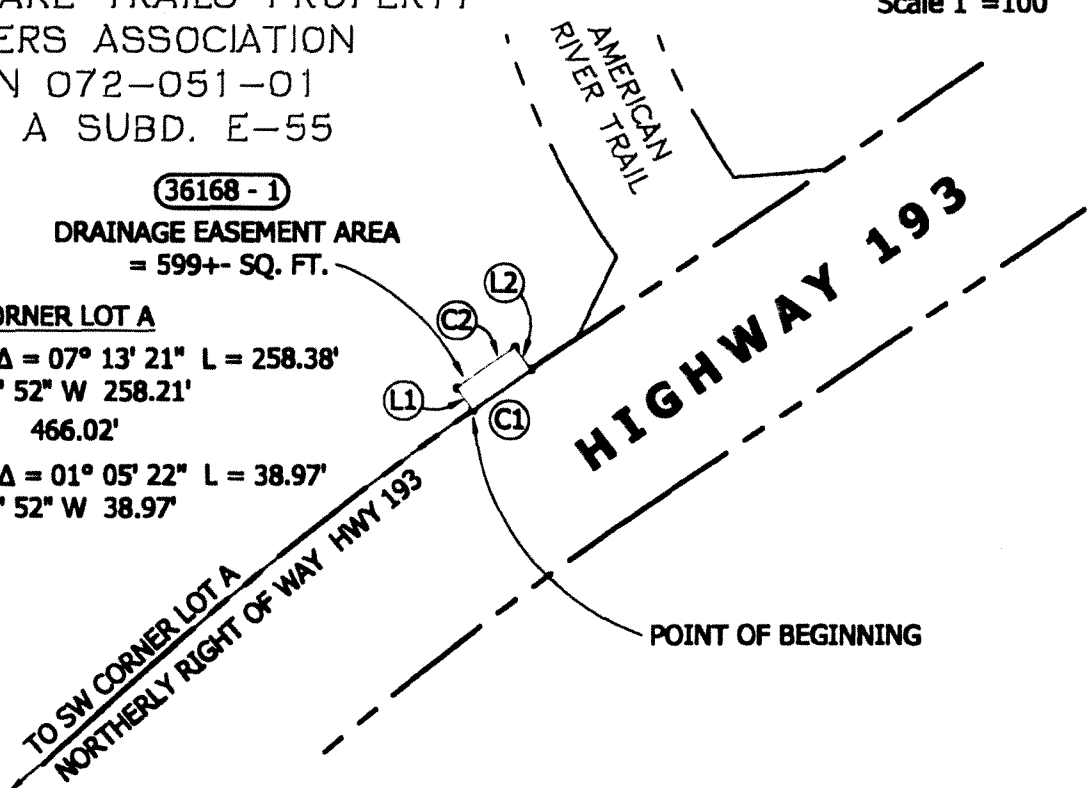 ARE TRAILS PROPERTY
ERS ASSOCIATION
N 072-051-01
A SUBD. E-55
Scale 1"=100'
AMERICAN
RIVER TRAIL
36168 - 1
DRAINAGE EASEMENT AREA
= 599+- SQ. FT.
L2
C2
L1
C1
ORNER LOT A
Δ = 07° 13' 21" L = 258.38'
' 52" W 258.21'
466.02'
Δ = 01° 05' 22" L = 38.97'
' 52" W 38.97'
HIGHWAY 193
TO SW CORNER LOT A
NORTHERLY RIGHT OF WAY HWY 193
POINT OF BEGINNING